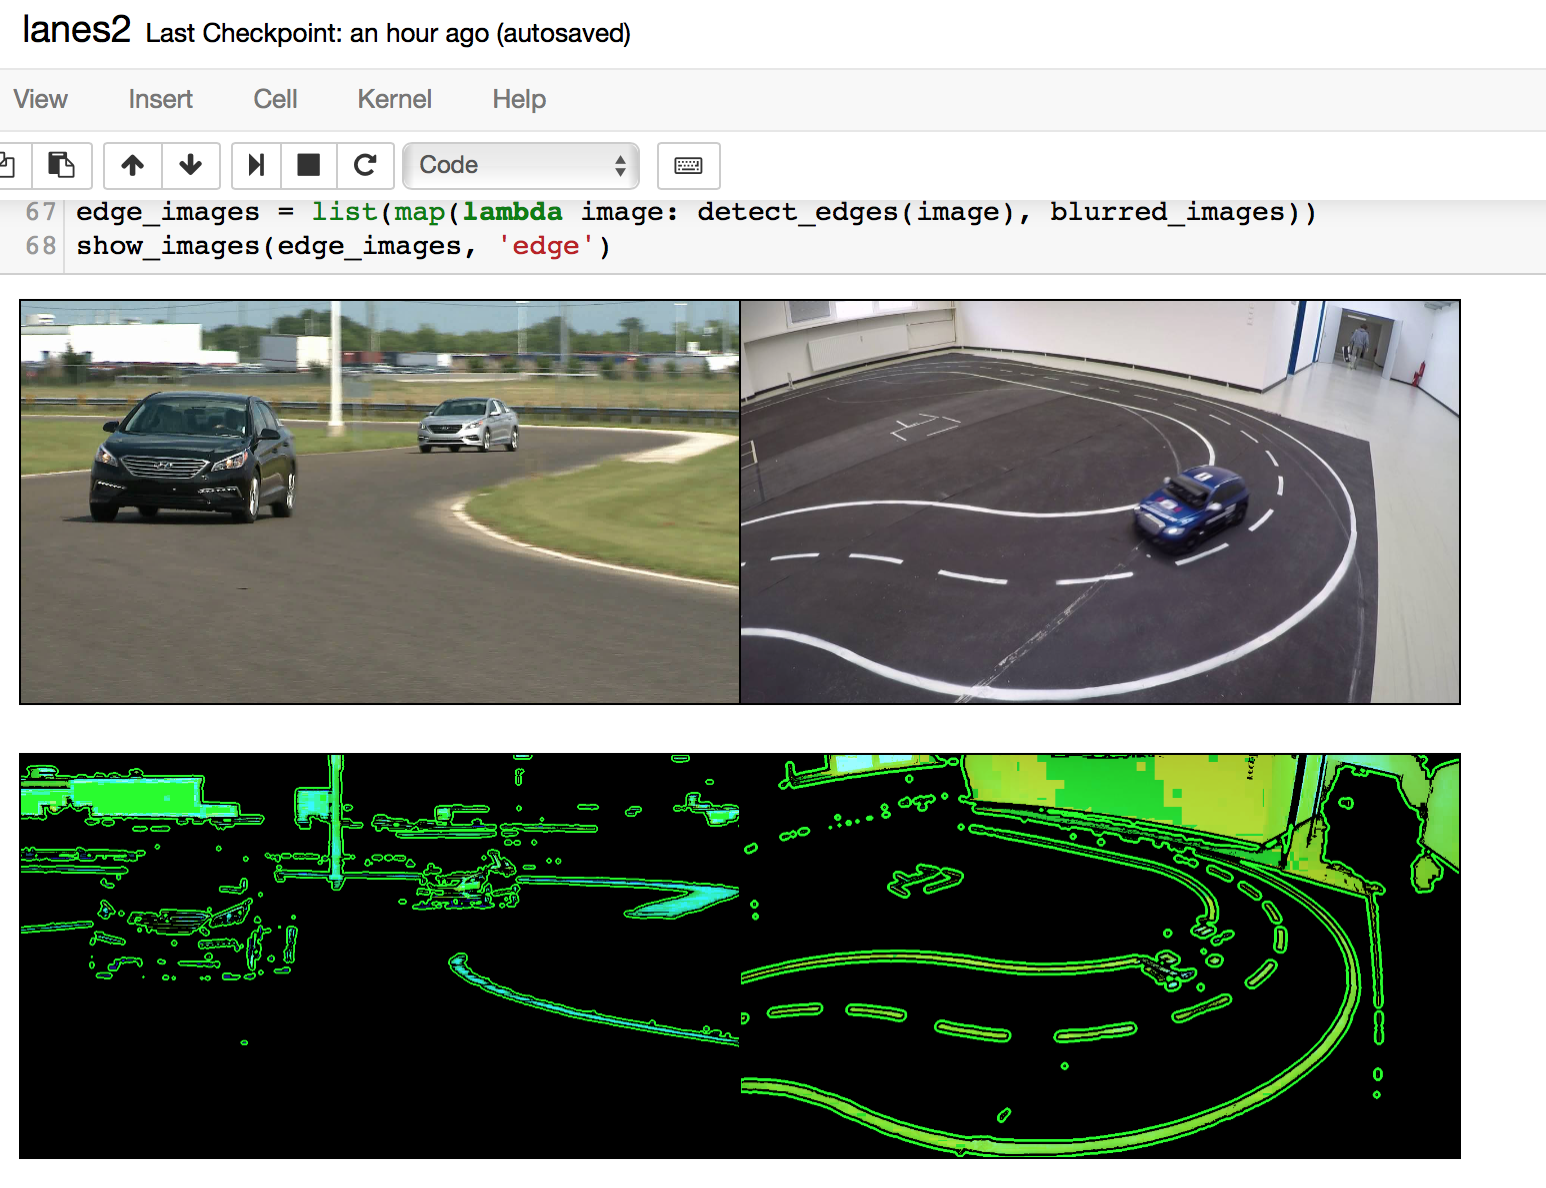 lanes2 Last Checkpoint: an hour ago (autosaved)
View Insert Cell Kernel Help
Code
67 edge_images = list(map(lambda image: detect_edges(image), blurred_images))
68 show_images(edge_images, 'edge')